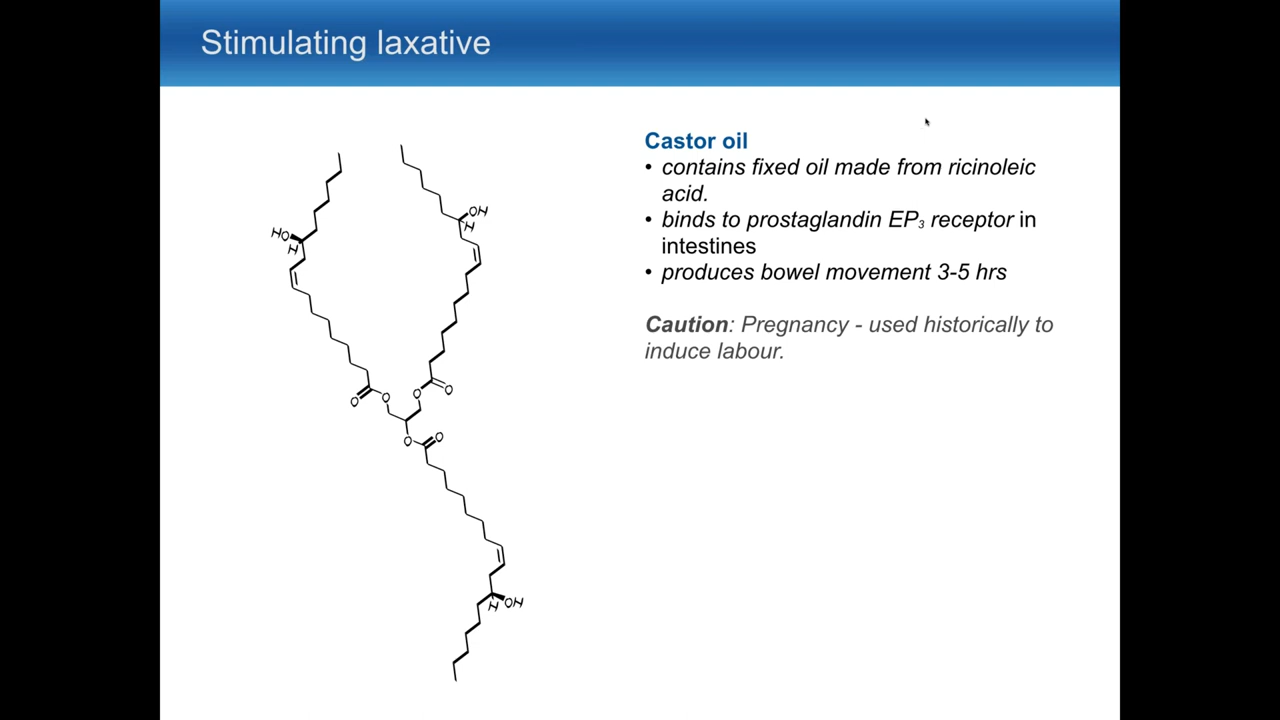 Stimulating laxative
Castor oil
• contains fixed oil made from ricinoleic
acid.
• binds to prostaglandin EP₃ receptor in
intestines
• produces bowel movement 3-5 hrs
Caution: Pregnancy - used historically to
induce labour.
OH
H
HO
H
O
O
O
O
O
O
H
OH